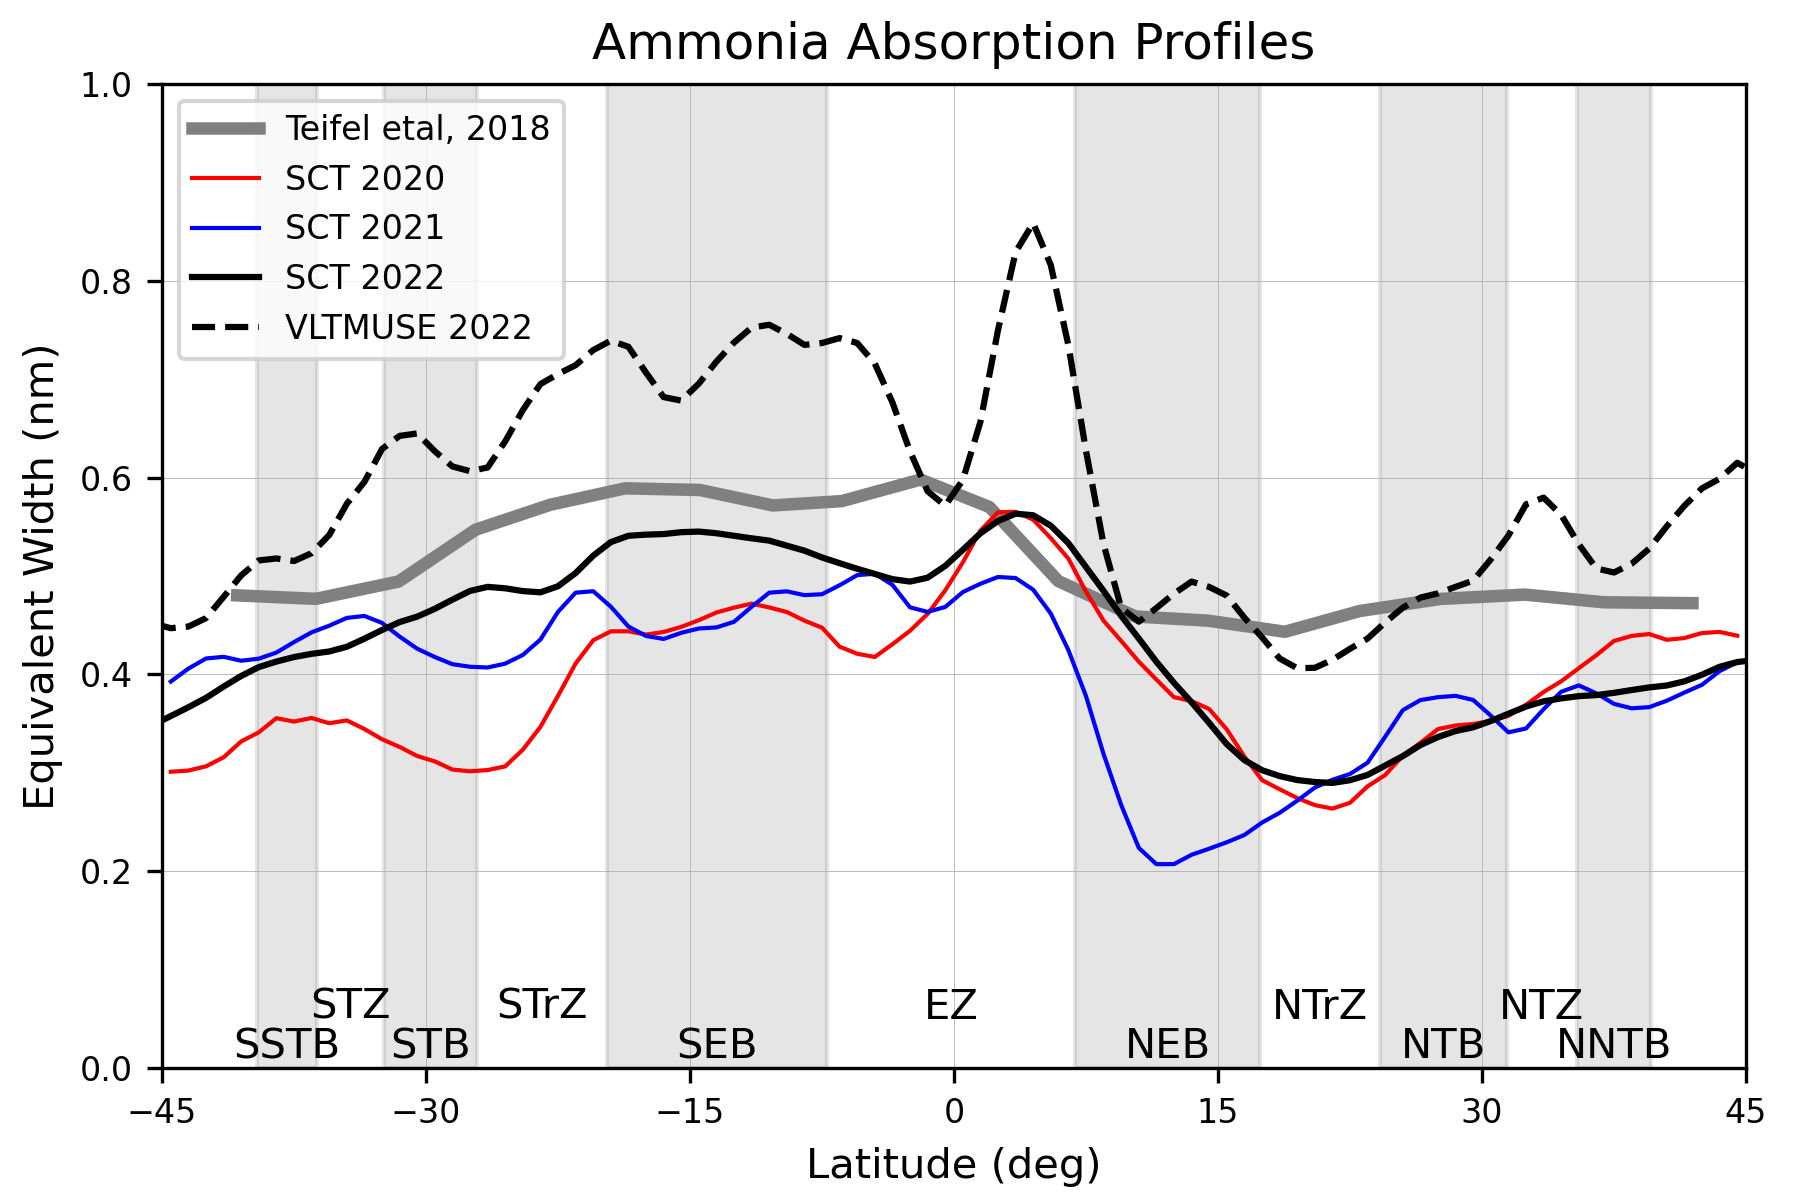 Ammonia Absorption Profiles
1.0
0.8
0.6
0.4
0.2
0.0
Equivalent Width (nm)
Teifel etal, 2018
SCT 2020
SCT 2021
SCT 2022
VLTMUSE 2022
STZ STrZ EZ NTrZ NTZ
SSTB STB SEB NEB NTB NNTB
−45 −30 −15 0 15 30 45
Latitude (deg)